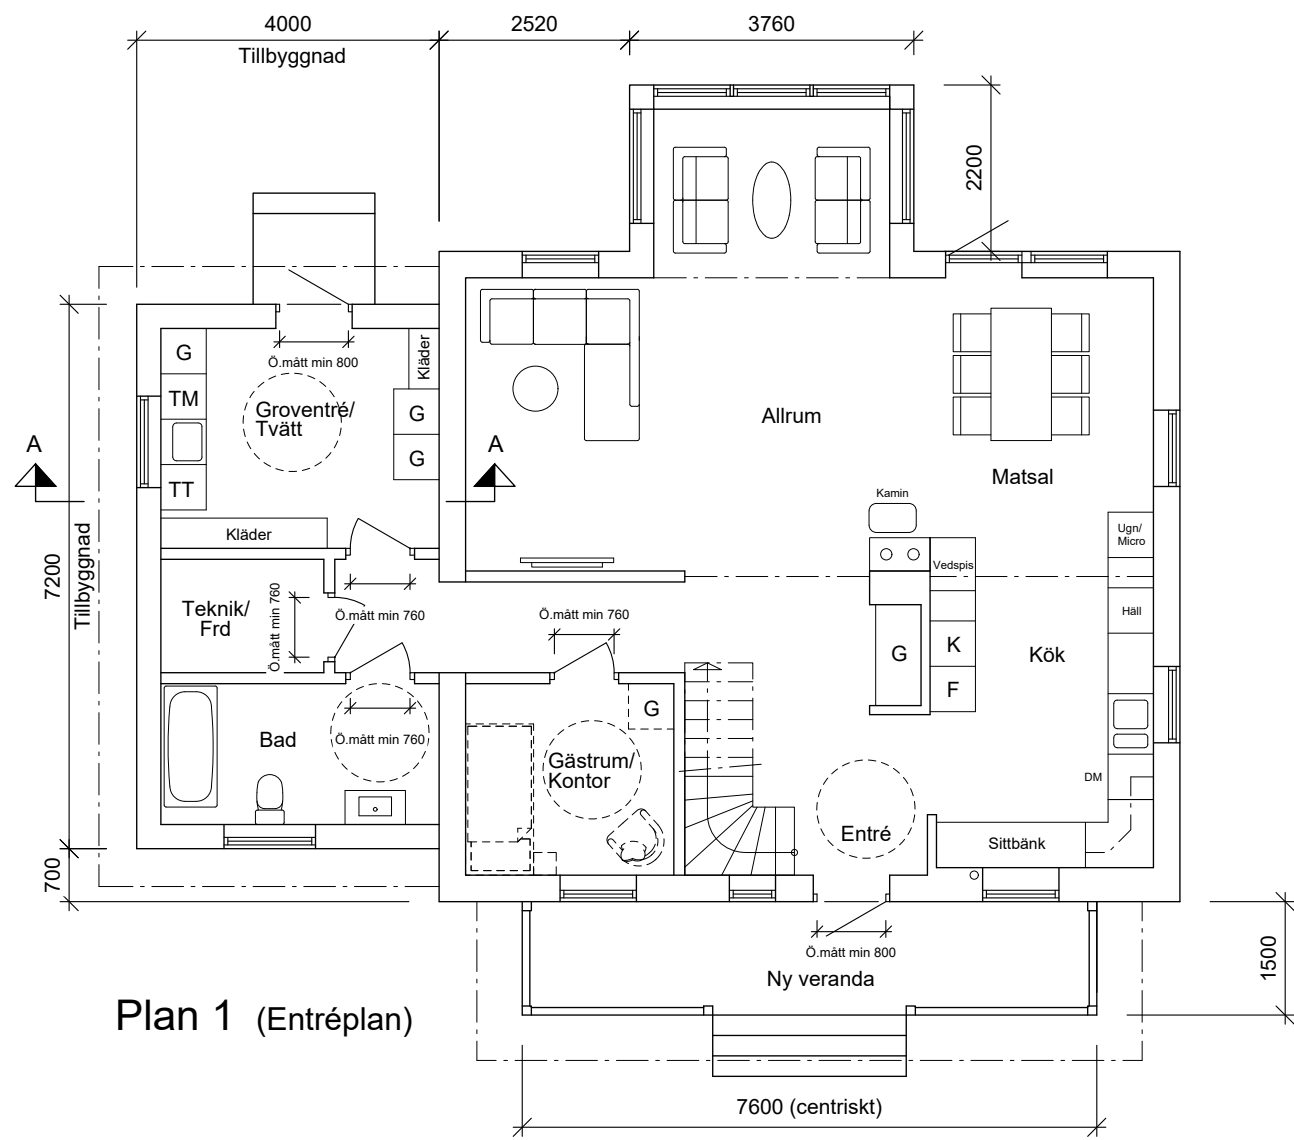 4000
2520
3760
Tillbyggnad
2200
Ö.mått min 800
Kläder
G
TM
Groventré/
Tvätt
G
G
TT
A
A
Allrum
Matsal
Kamin
Kläder
Ugn/
Micro
Vedspis
7200
Tillbyggnad
Teknik/
Frd
Ö.mått min 760
Ö.mått min 760
Ö.mått min 760
Häll
G
K
F
Kök
G
Bad
Ö.mått min 760
Gästrum/
Kontor
DM
Entré
Sittbänk
700
Ö.mått min 800
Ny veranda
1500
Plan 1 (Entréplan)
7600 (centriskt)